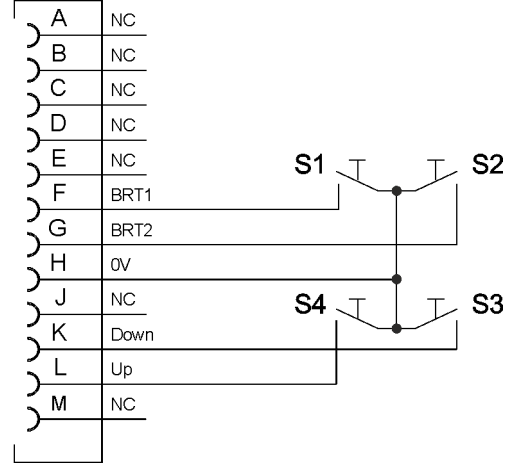 A NC
B NC
C NC
D NC
E NC
S1 S2
F BRT1
G BRT2
H 0V
J NC
S4 S3
K Down
L Up
M NC